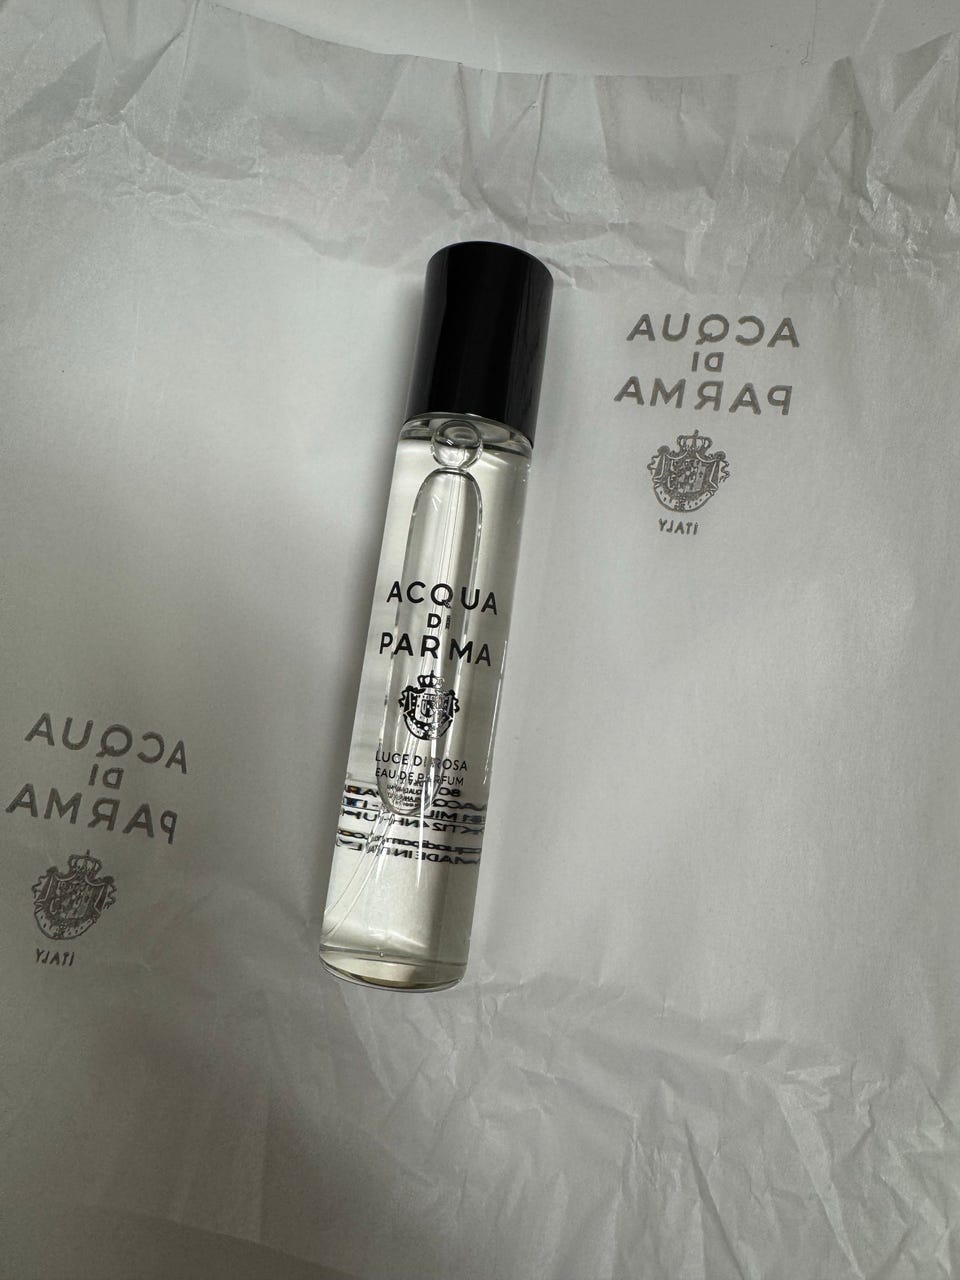 ACQUA
DI
PARMA
ITALY
ACQUA
DI
PARMA
LUCE DI ROSA
EAU DE PARFUM
ACQUA
DI
PARMA
ITALY